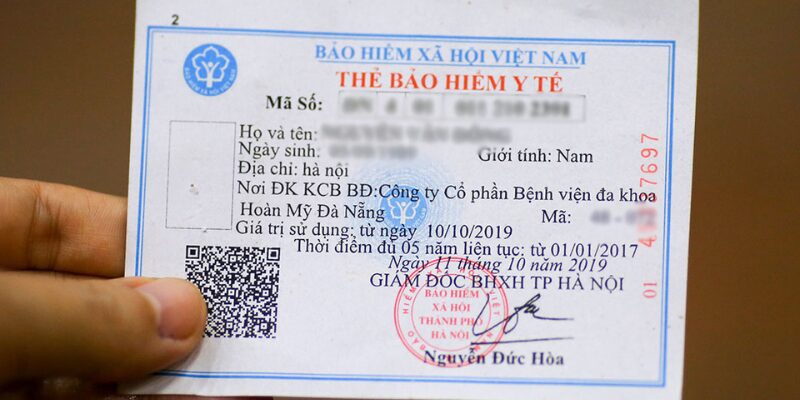 2
BẢO HIỂM XÃ HỘI VIỆT NAM
THẺ BẢO HIỂM Y TẾ
Mã Số:
Họ và tên:
Ngày sinh:
Giới tính: Nam
Địa chỉ: hà nội
Nơi ĐK KCB BĐ:Công ty Cổ phần Bệnh viện đa khoa
Hoàn Mỹ Đà Nẵng
Mã:
Giá trị sử dụng: từ ngày 10/10/2019
Thời điểm đủ 05 năm liên tục: từ 01/01/2017
Ngày 11 tháng 10 năm 2019
GIÁM ĐỐC BHXH TP HÀ NỘI
BẢO HIỂM
XÃ HỘI
THÀNH PHỐ
HÀ NỘI
Nguyễn Đức Hòa
01